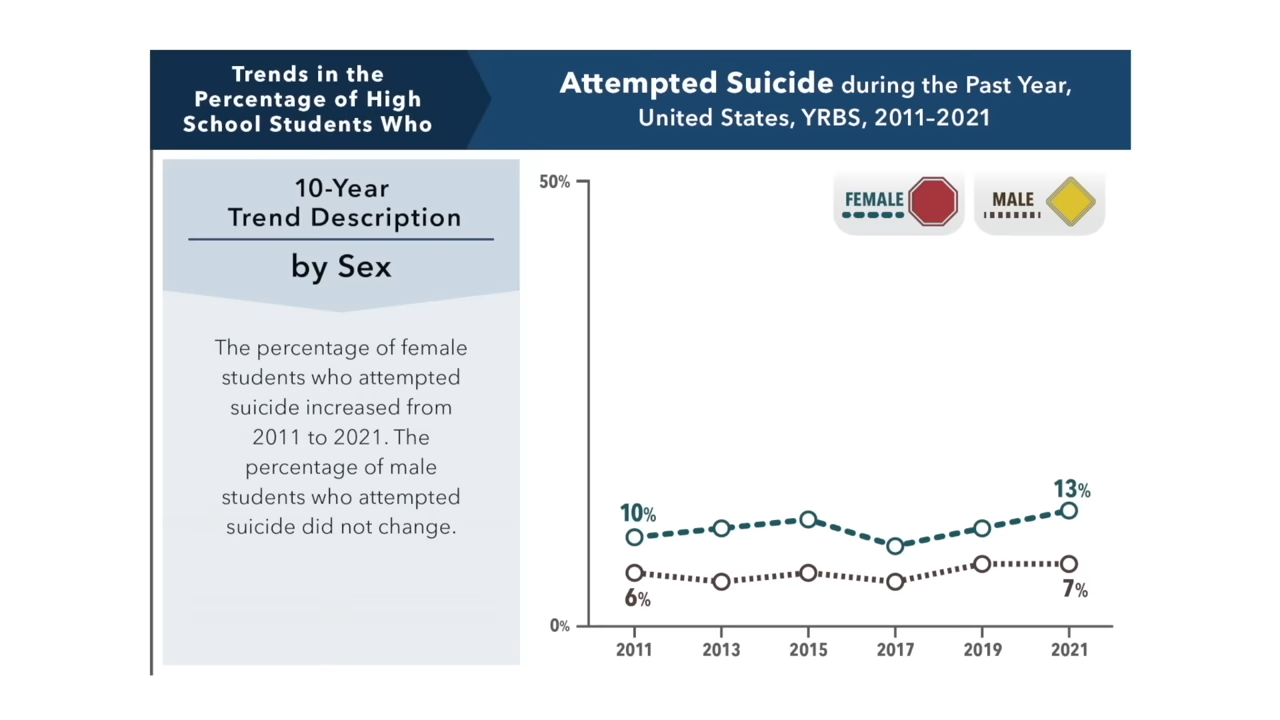 Trends in the
Percentage of High
School Students Who
Attempted Suicide during the Past Year,
United States, YRBS, 2011–2021
10-Year
Trend Description
by Sex
The percentage of female
students who attempted
suicide increased from
2011 to 2021. The
percentage of male
students who attempted
suicide did not change.
50%
FEMALE
MALE
10%
13%
6%
7%
0%
2011 2013 2015 2017 2019 2021